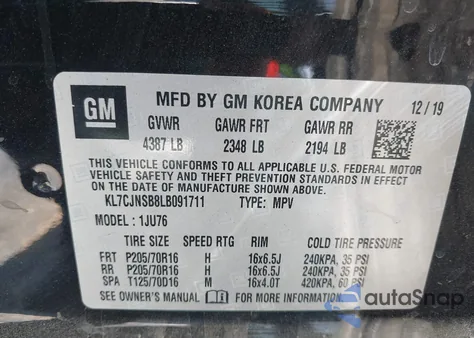 GM MFD BY GM KOREA COMPANY 12/19
GVWR GAWR FRT GAWR RR
4387 LB 2348 LB 2194 LB
THIS VEHICLE CONFORMS TO ALL APPLICABLE U.S. FEDERAL MOTOR
VEHICLE SAFETY AND THEFT PREVENTION STANDARDS IN EFFECT
ON THE DATE OF MANUFACTURE SHOWN ABOVE.
KL7CJNSB8LB091711 TYPE: MPV
MODEL: 1JU76
TIRE SIZE SPEED RTG RIM COLD TIRE PRESSURE
FRT P205/70R16 H 16x6.5J 240KPA, 35 PSI
RR P205/70R16 H 16x6.5J 240KPA, 35 PSI
SPA T125/70D16 M 16x4.0T 420KPA, 60 PSI
SEE OWNER'S MANUAL FOR MORE INFORMATION
autoSnap